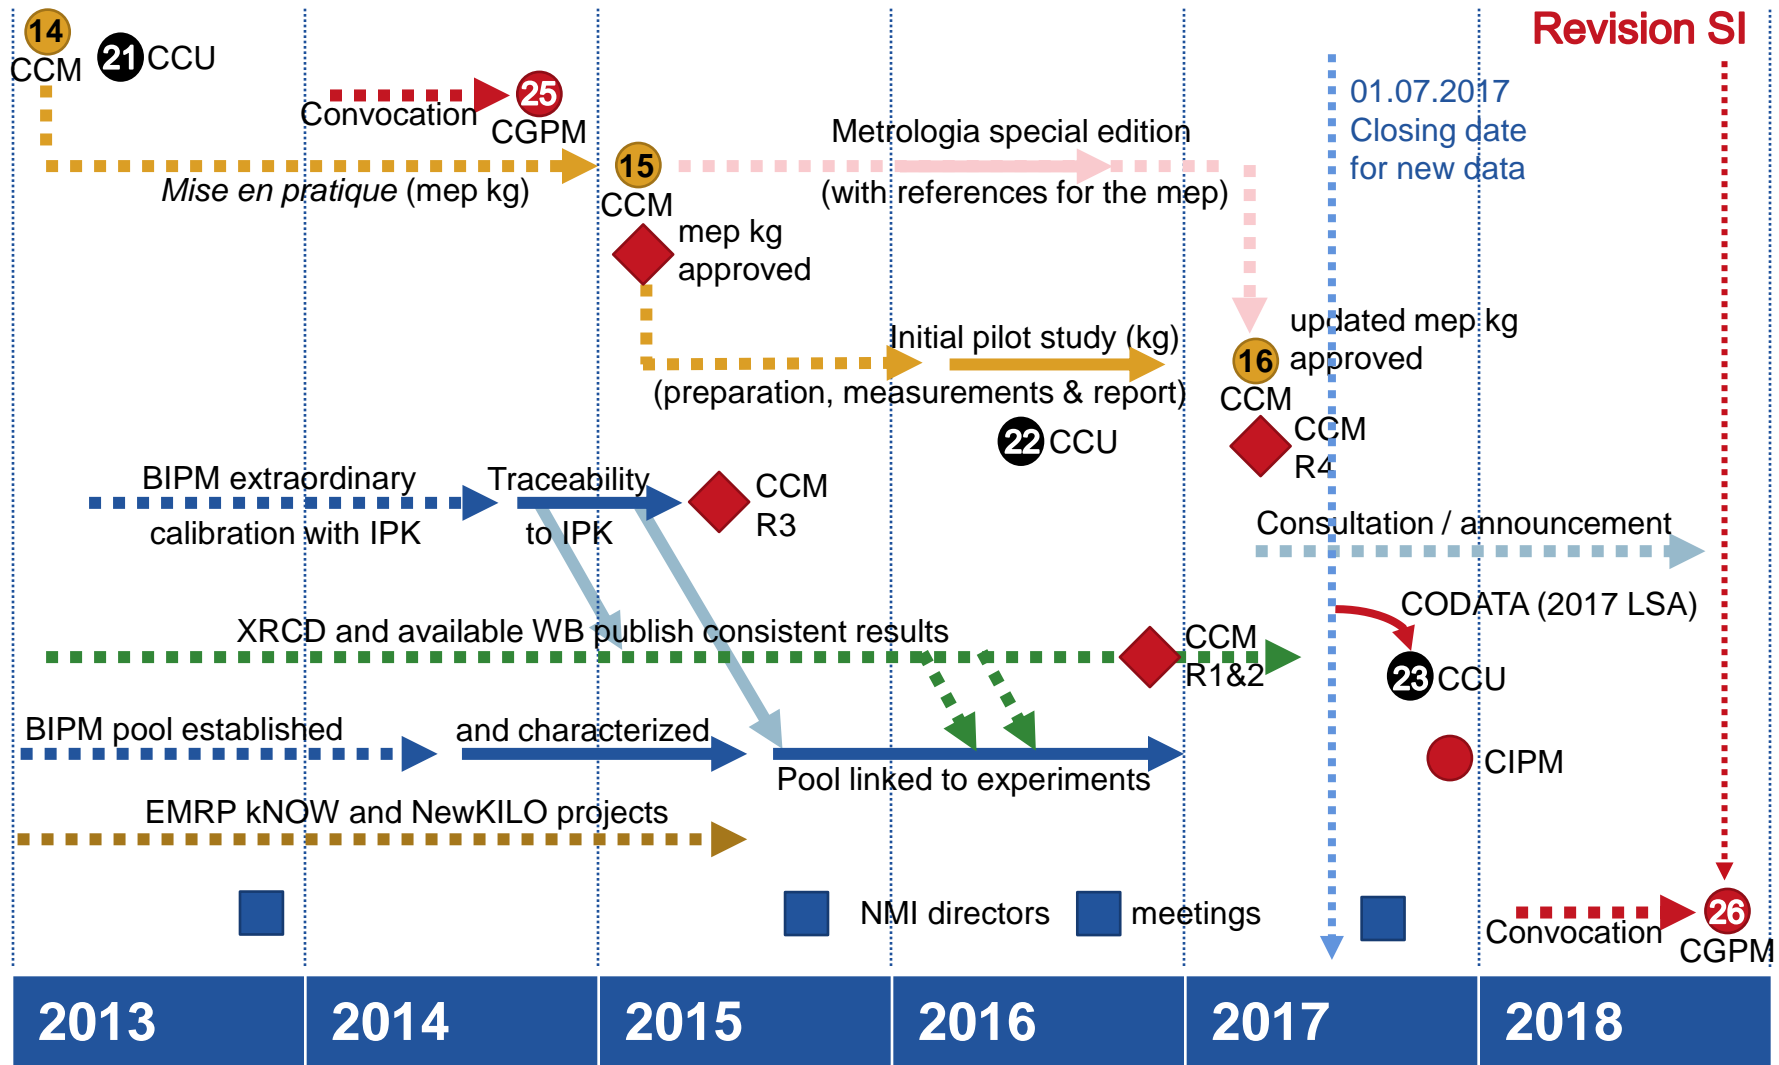 14
CCM
21 CCU
Convocation
25
CGPM
Revision SI
01.07.2017
Closing date
for new data
Mise en pratique (mep kg)
15
CCM
mep kg
approved
Metrologia special edition
(with references for the mep)
Initial pilot study (kg)
(preparation, measurements & report)
updated mep kg
approved
16
CCM
22 CCU
CCM
R4
BIPM extraordinary
calibration with IPK
Traceability
to IPK
CCM
R3
Consultation / announcement
XRCD and available WB publish consistent results
CCM
R1&2
CODATA (2017 LSA)
23 CCU
BIPM pool established
and characterized
Pool linked to experiments
CIPM
EMRP kNOW and NewKILO projects
NMI directors
meetings
Convocation
26
CGPM
2013
2014
2015
2016
2017
2018